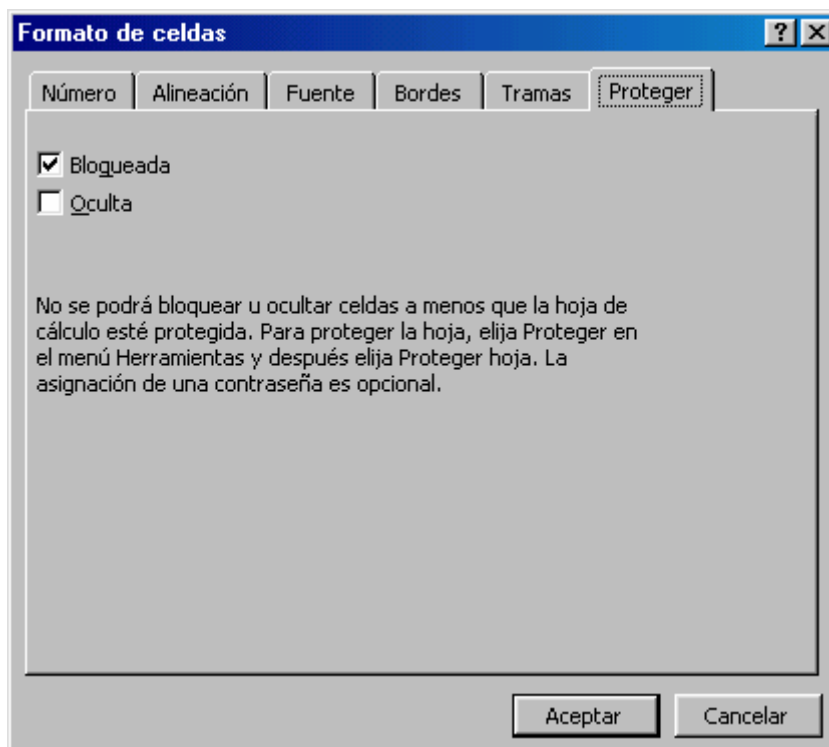 Formato de celdas
Número Alineación Fuente Bordes Tramas Proteger
Bloqueada
Oculta
No se podrá bloquear u ocultar celdas a menos que la hoja de
cálculo esté protegida. Para proteger la hoja, elija Proteger en
el menú Herramientas y después elija Proteger hoja. La
asignación de una contraseña es opcional.
Aceptar Cancelar